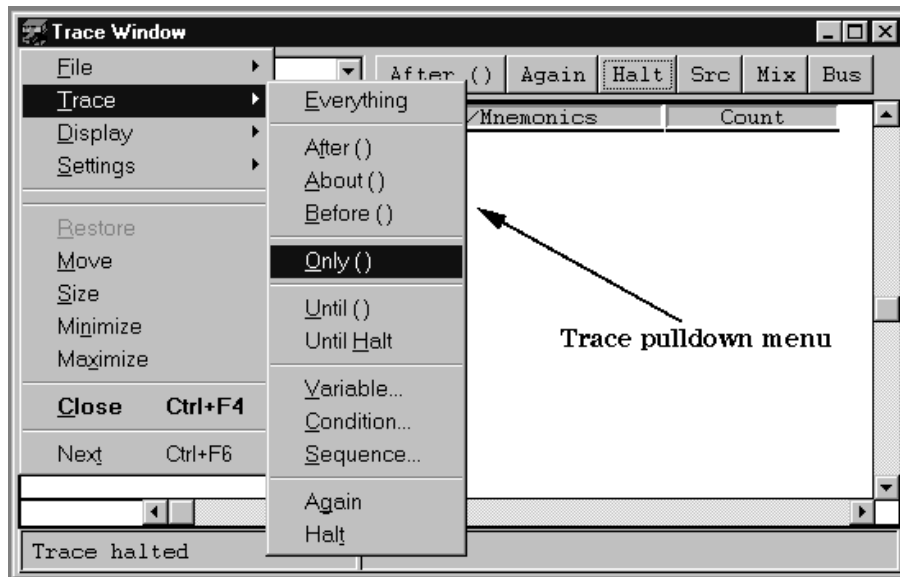 Trace Window
File
After () Again Halt Src Mix Bus
Trace
Everything
/Mnemonics Count
Display
After ()
Settings
About ()
Before ()
Restore
Move
Only ()
Size
Until ()
Minimize
Until Halt
Trace pulldown menu
Maximize
Variable...
Close Ctrl+F4
Condition...
Next Ctrl+F6
Sequence...
Again
Halt
Trace halted